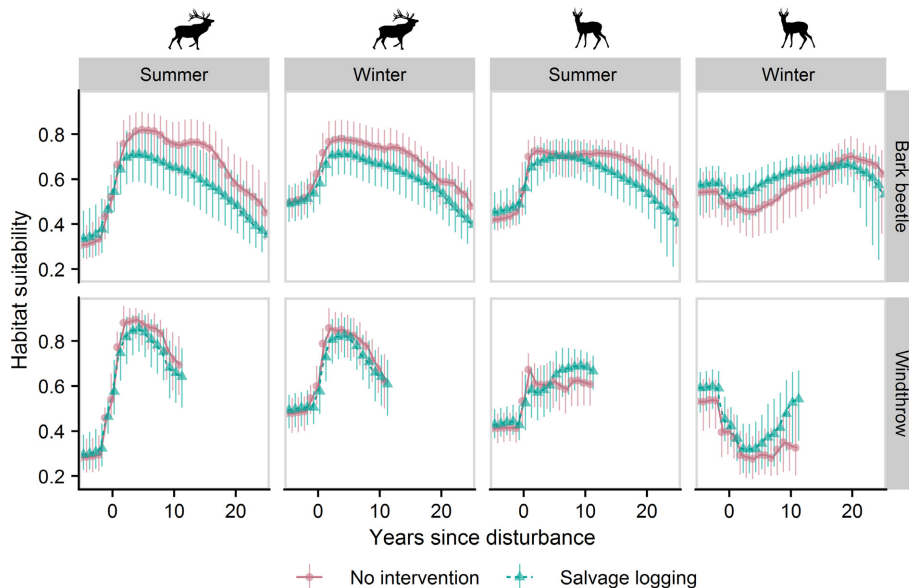 Summer Winter Summer Winter
Habitat suitability
0.8
0.6
0.4
0.2
Bark beetle
0.8
0.6
0.4
0.2
Windthrow
0 10 20 0 10 20 0 10 20 0 10 20
Years since disturbance
No intervention Salvage logging